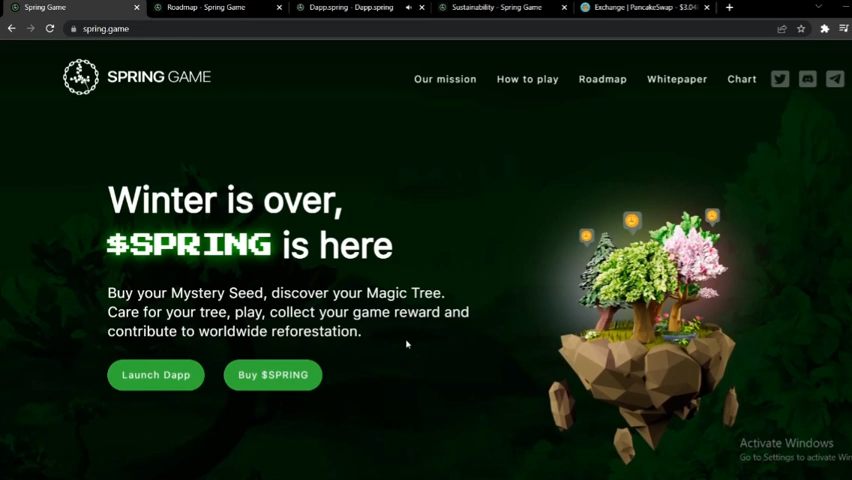 Spring Game
Roadmap - Spring Game
Dapp.spring - Dapp.spring
Sustainability - Spring Game
Exchange | PancakeSwap - $3.04
spring.game
SPRING GAME
Our mission
How to play
Roadmap
Whitepaper
Chart
Winter is over,
$SPRING is here
Buy your Mystery Seed, discover your Magic Tree.
Care for your tree, play, collect your game reward and
contribute to worldwide reforestation.
Launch Dapp
Buy $SPRING
Activate Windows
Go to Settings to activate Win